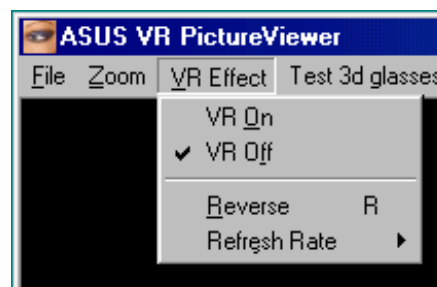 ASUS VR PictureViewer
File Zoom VR Effect Test 3d glasses
VR On
VR Off
Reverse R
Refresh Rate